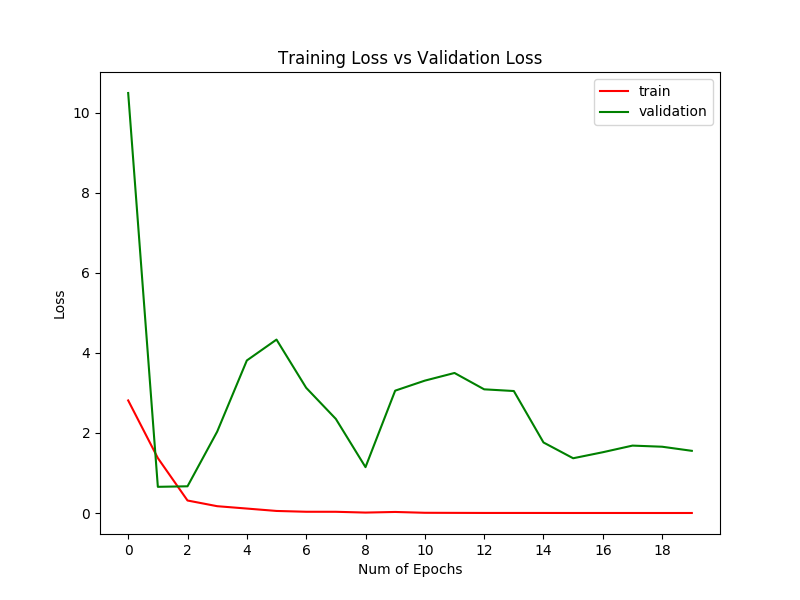 Training Loss vs Validation Loss
train
validation
10
8
6
4
2
0
Loss
0 2 4 6 8 10 12 14 16 18
Num of Epochs